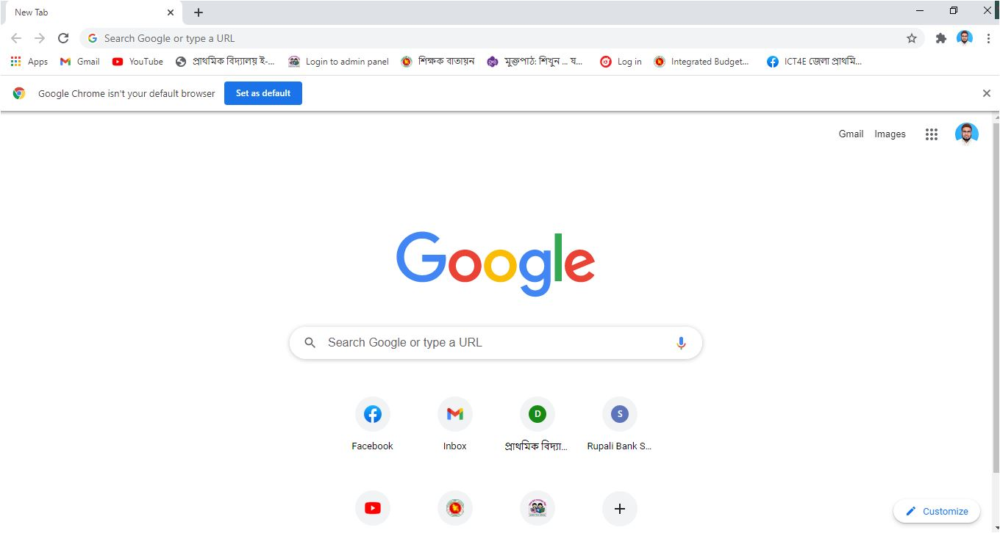 New Tab
Search Google or type a URL
Apps Gmail YouTube প্রাথমিক বিদ্যালয় ই-... Login to admin panel শিক্ষক বাতায়ন মুক্তপাঠ: শিখুন ... য... Log in Integrated Budget... ICT4E জেলা প্রাথমি...
Google Chrome isn't your default browser Set as default
Gmail Images
Google
Search Google or type a URL
D S
Facebook Inbox প্রাথমিক বিদ্যা... Rupali Bank S...
Customize